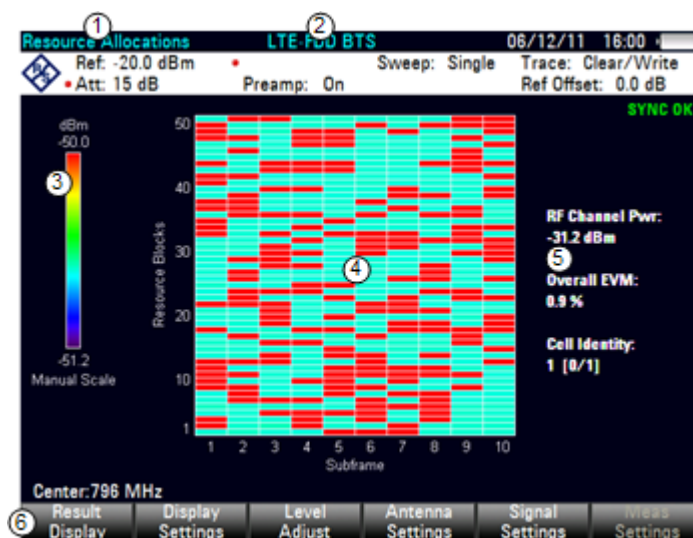 1 2
Resource Allocations LTE-FDD BTS 06/12/11 16:00
Ref: -20.0 dBm Sweep: Single Trace: Clear/Write
Att: 15 dB Preamp: On Ref Offset: 0.0 dB
SYNC OK
dBm
-50.0
3
-51.2
Manual Scale
Resource Blocks
50
40
30
20
10
1
4
1 2 3 4 5 6 7 8 9 10
Subframe
RF Channel Pwr:
-31.2 dBm
5
Overall EVM:
0.9 %
Cell Identity:
1 [0/1]
Center:796 MHz
6
Result Display Level Antenna Signal Meas
Display Settings Adjust Settings Settings Settings